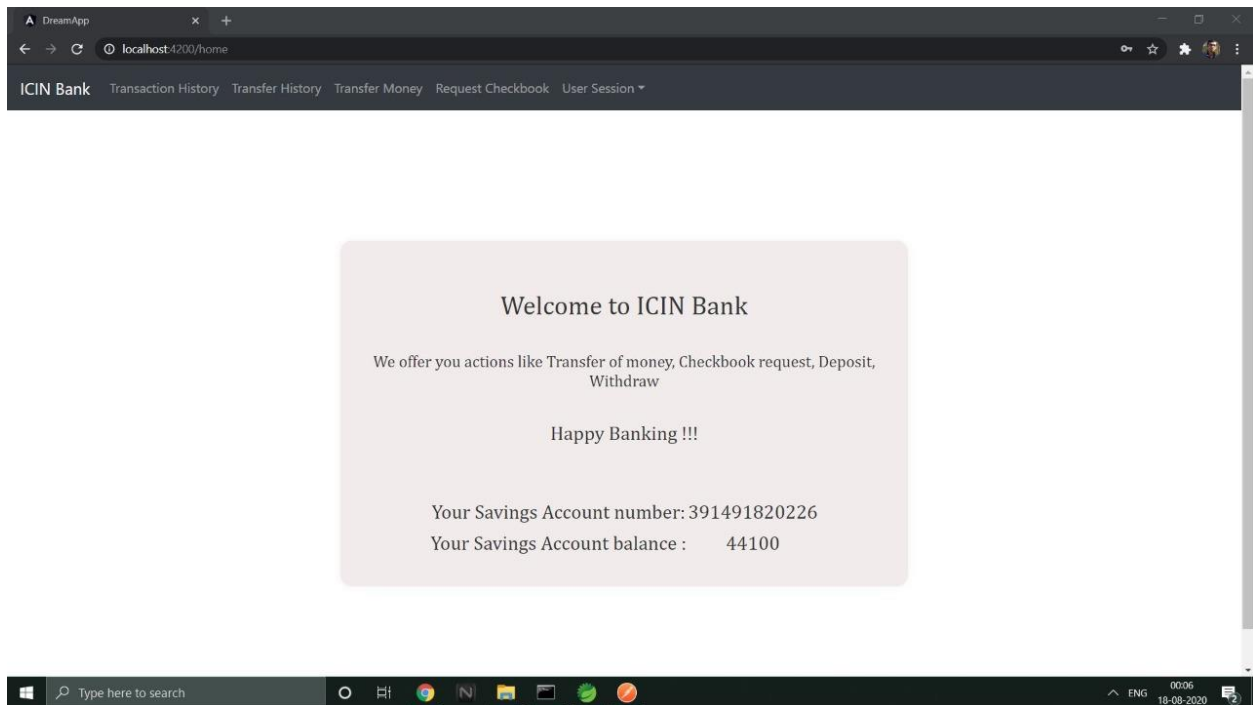 DreamApp
localhost:4200/home
ICIN Bank Transaction History Transfer History Transfer Money Request Checkbook User Session
Welcome to ICIN Bank
We offer you actions like Transfer of money, Checkbook request, Deposit,
Withdraw
Happy Banking !!!
Your Savings Account number: 391491820226
Your Savings Account balance : 44100
Type here to search
ENG
00:06
18-08-2020
2